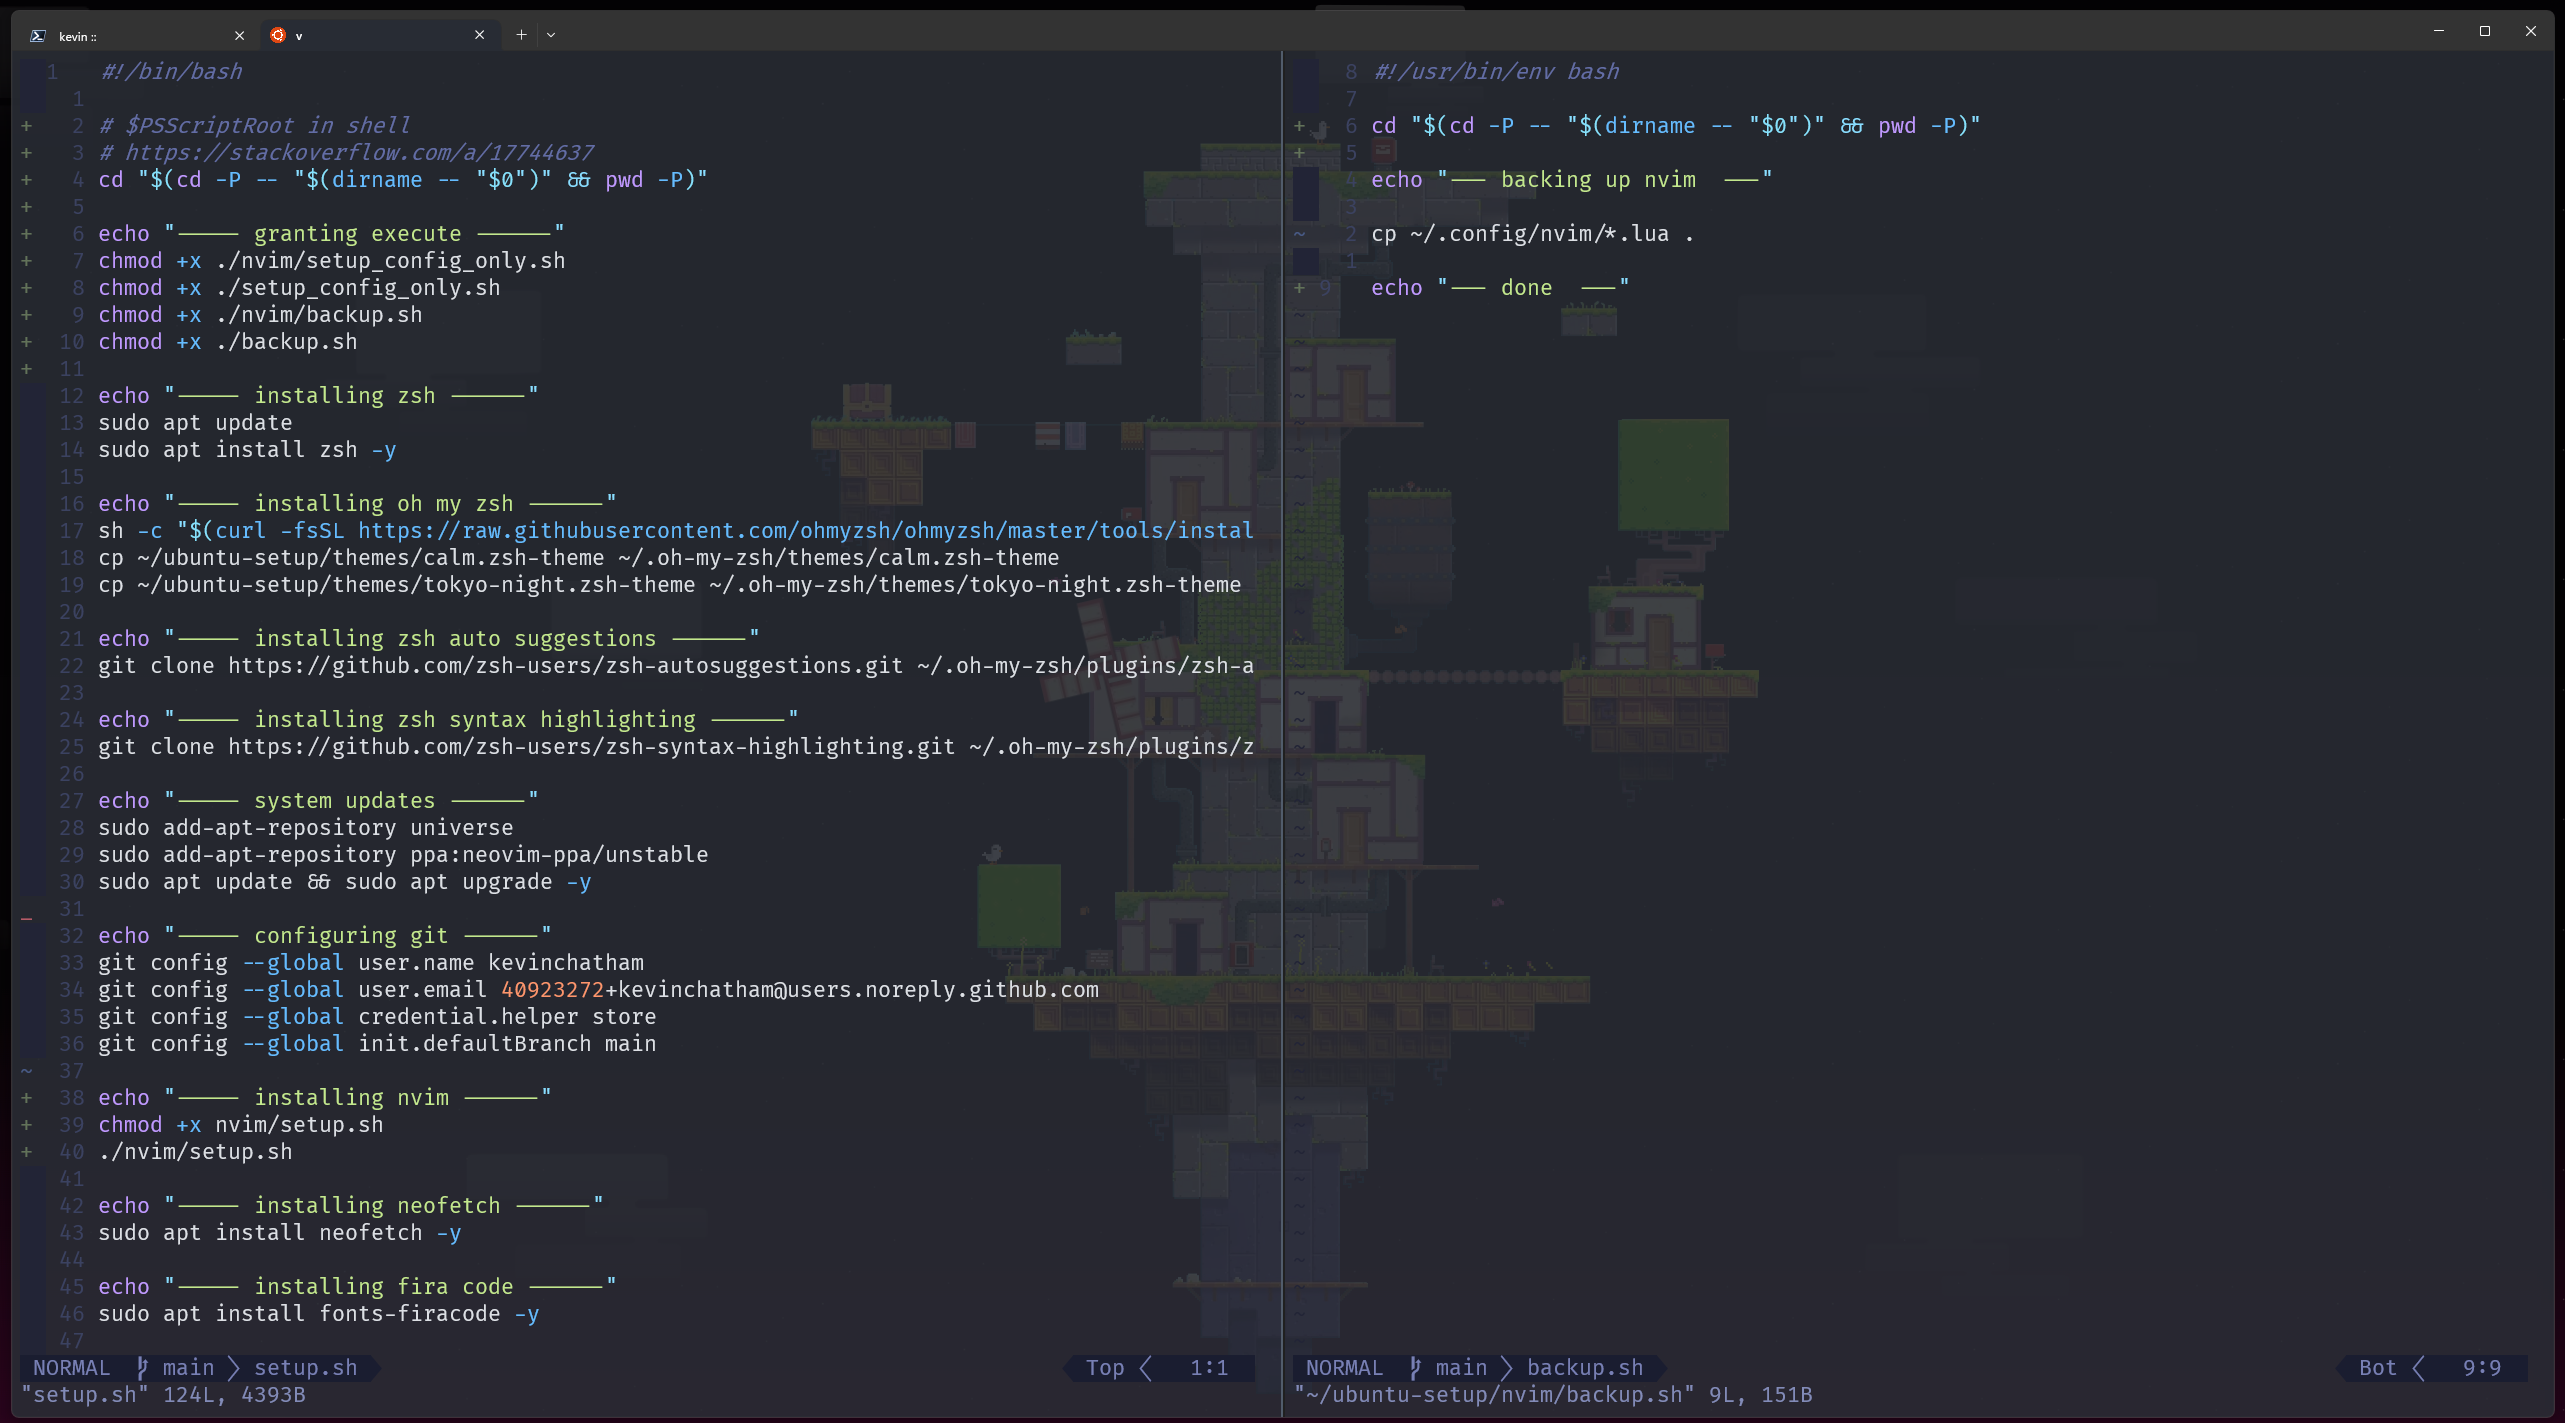 kevin ::
v
1 #!/bin/bash
1
+ 2 # $PSScriptRoot in shell
+ 3 # https://stackoverflow.com/a/17744637
+ 4 cd "$(cd -P -- "$(dirname -- "$0")" && pwd -P)"
+ 5
+ 6 echo "----- granting execute ------"
+ 7 chmod +x ./nvim/setup_config_only.sh
+ 8 chmod +x ./setup_config_only.sh
+ 9 chmod +x ./nvim/backup.sh
+ 10 chmod +x ./backup.sh
+ 11
12 echo "----- installing zsh ------"
13 sudo apt update
14 sudo apt install zsh -y
15
16 echo "----- installing oh my zsh ------"
17 sh -c "$(curl -fsSL https://raw.githubusercontent.com/ohmyzsh/ohmyzsh/master/tools/instal
18 cp ~/ubuntu-setup/themes/calm.zsh-theme ~/.oh-my-zsh/themes/calm.zsh-theme
19 cp ~/ubuntu-setup/themes/tokyo-night.zsh-theme ~/.oh-my-zsh/themes/tokyo-night.zsh-theme
20
21 echo "----- installing zsh auto suggestions ------"
22 git clone https://github.com/zsh-users/zsh-autosuggestions.git ~/.oh-my-zsh/plugins/zsh-a
23
24 echo "----- installing zsh syntax highlighting ------"
25 git clone https://github.com/zsh-users/zsh-syntax-highlighting.git ~/.oh-my-zsh/plugins/z
26
27 echo "----- system updates ------"
28 sudo add-apt-repository universe
29 sudo add-apt-repository ppa:neovim-ppa/unstable
30 sudo apt update && sudo apt upgrade -y
_ 31
32 echo "----- configuring git ------"
33 git config --global user.name kevinchatham
34 git config --global user.email 40923272+kevinchatham@users.noreply.github.com
35 git config --global credential.helper store
36 git config --global init.defaultBranch main
~ 37
+ 38 echo "----- installing nvim ------"
+ 39 chmod +x nvim/setup.sh
+ 40 ./nvim/setup.sh
41
42 echo "----- installing neofetch ------"
43 sudo apt install neofetch -y
44
45 echo "----- installing fira code ------"
46 sudo apt install fonts-firacode -y
47
NORMAL main setup.sh Top 1:1
"setup.sh" 124L, 4393B
8 #!/usr/bin/env bash
7
+ 6 cd "$(cd -P -- "$(dirname -- "$0")" && pwd -P)"
+ 5
4 echo "--- backing up nvim  ---"
3
~ 2 cp ~/.config/nvim/*.lua .
1
+ 9 echo "--- done  ---"
NORMAL main backup.sh Bot 9:9
"~/ubuntu-setup/nvim/backup.sh" 9L, 151B